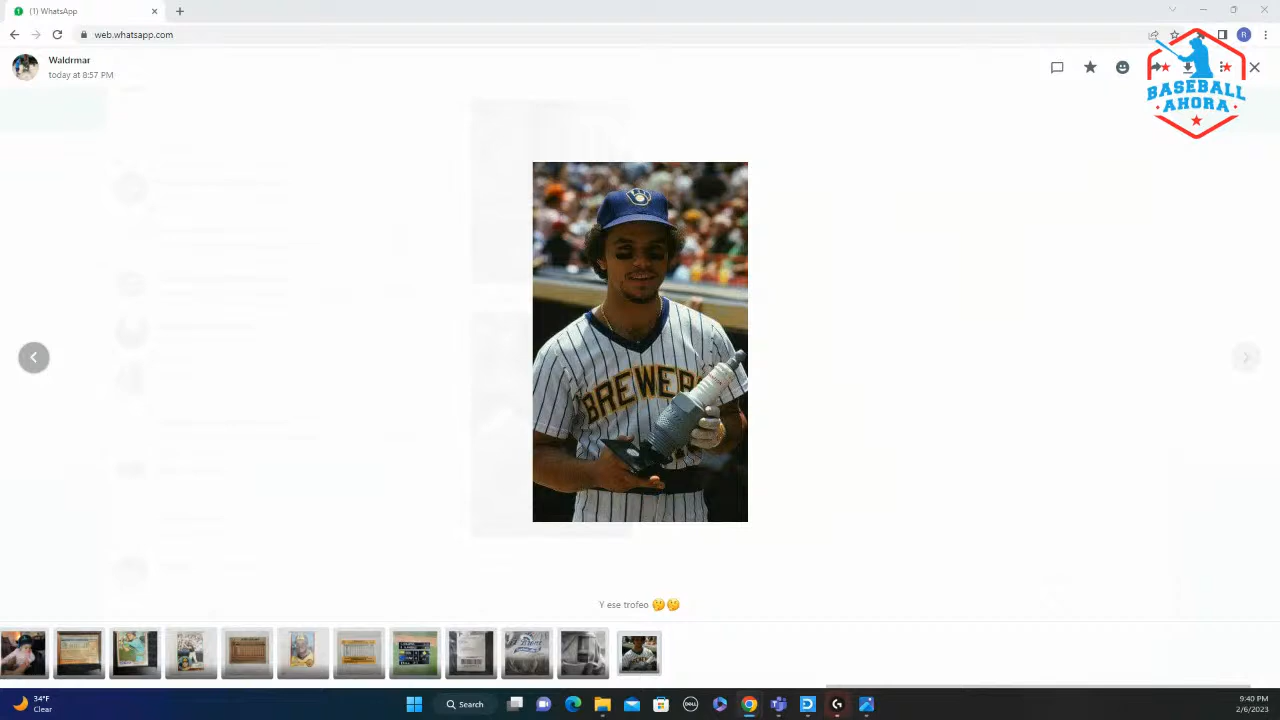 (1) WhatsApp
web.whatsapp.com
R
Waldrmar
today at 8:57 PM
BASEBALL
AHORA
BREWERS
Y ese trofeo 🤔🤔
34°F
Clear
Search
DELL
9:40 PM
2/6/2023